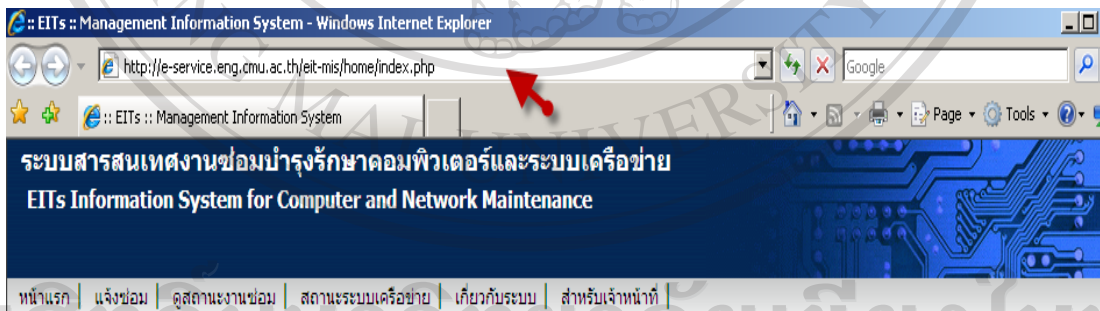 :: EITs :: Management Information System - Windows Internet Explorer
http://e-service.eng.cmu.ac.th/eit-mis/home/index.php Google
:: EITs :: Management Information System Page Tools
ระบบสารสนเทศงานซ่อมบำรุงรักษาคอมพิวเตอร์และระบบเครือข่าย
EITs Information System for Computer and Network Maintenance
หน้าแรก แจ้งซ่อม ดูสถานะงานซ่อม สถานะระบบเครือข่าย เกี่ยวกับระบบ สำหรับเจ้าหน้าที่